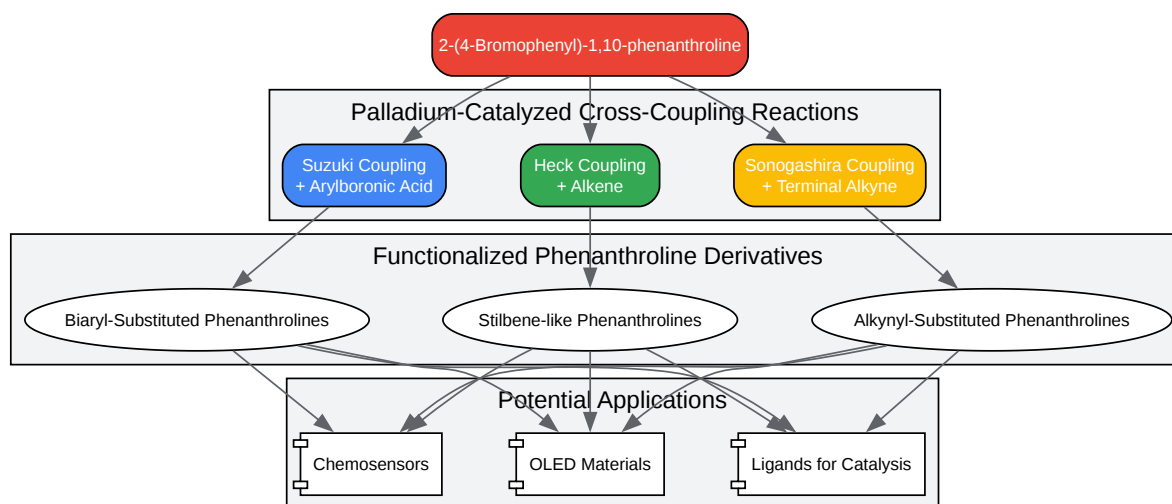 2-(4-Bromophenyl)-1,10-phenanthroline
Palladium-Catalyzed Cross-Coupling Reactions
Suzuki Coupling
+ Arylboronic Acid
Heck Coupling
+ Alkene
Sonogashira Coupling
+ Terminal Alkyne
Functionalized Phenanthroline Derivatives
Biaryl-Substituted Phenanthrolines
Stilbene-like Phenanthrolines
Alkynyl-Substituted Phenanthrolines
Potential Applications
Chemosensors
OLED Materials
Ligands for Catalysis